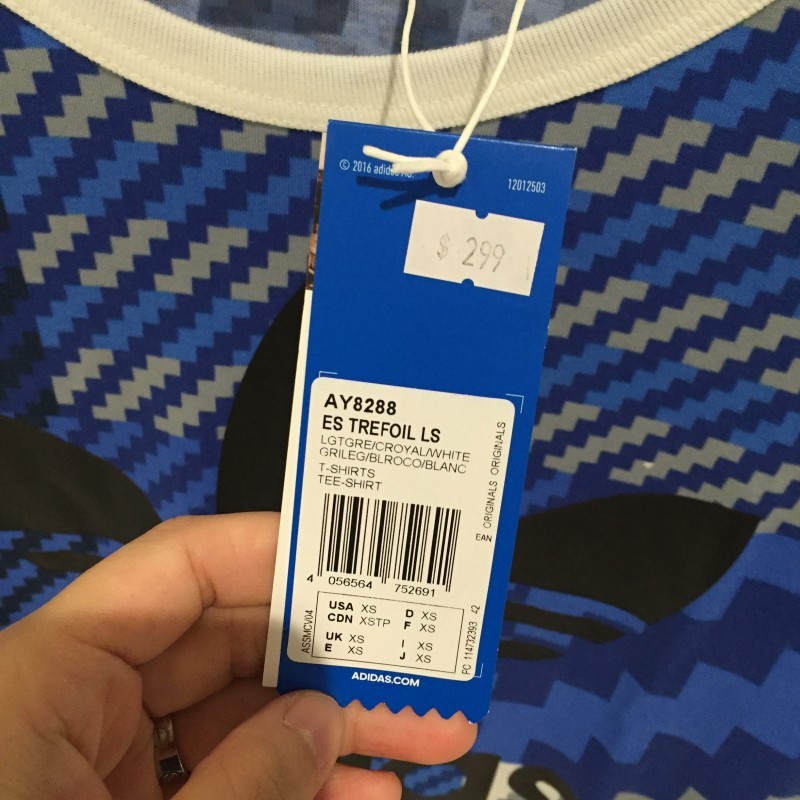 © 2016 adidas AG.
12012503
$ 299
AY8288
ES TREFOIL LS
LGTGRE/CROYAL/WHITE
GRILEG/BLROCO/BLANC
T-SHIRTS
TEE-SHIRT
EAN ORIGINALS ORIGINALS
4 056564 752691
ASSMCV04
USA XS D XS
CDN XSTP F XS
UK XS I XS
E XS J XS
PC 114732393 42
ADIDAS.COM